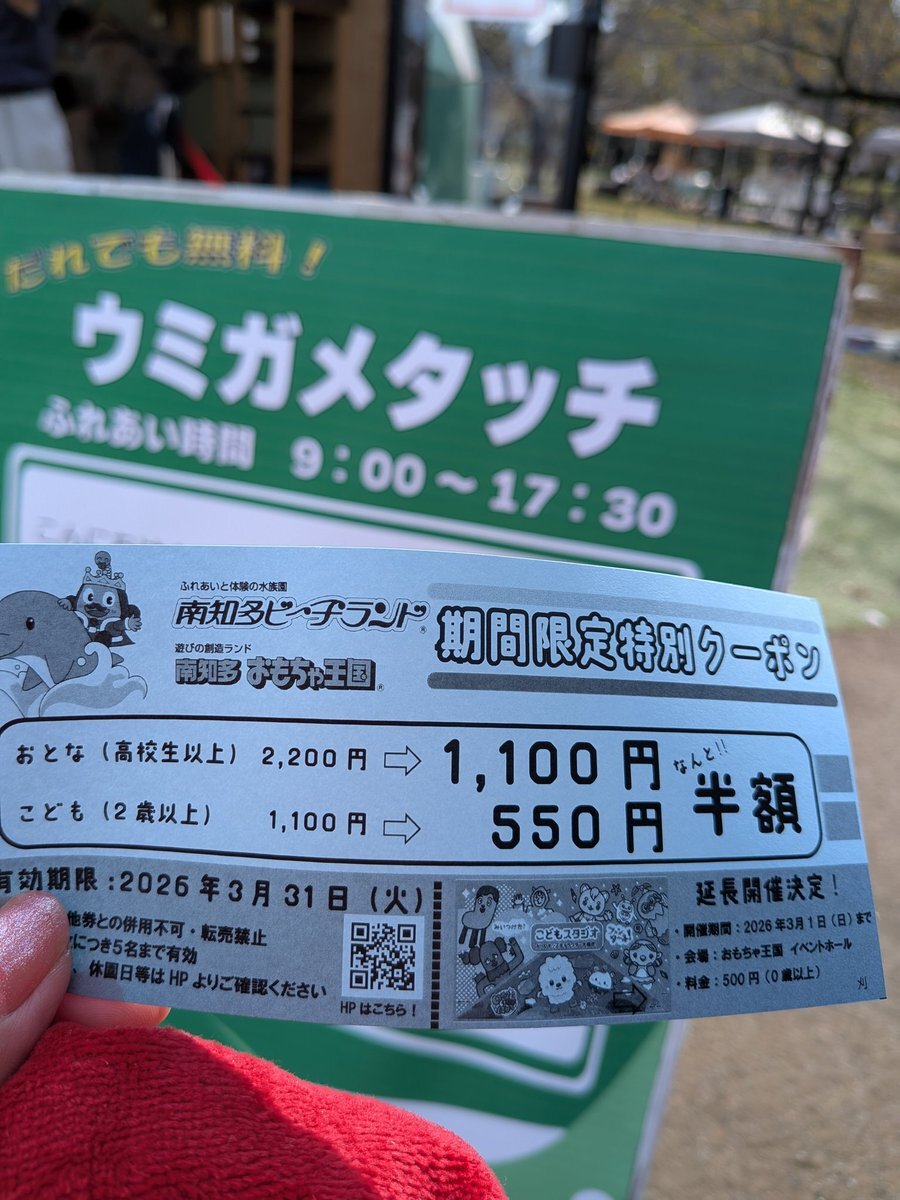 だれでも無料！
ウミガメタッチ
ふれあい時間 9：00～17：30
ふれあいと体験の水族園
南知多ビーチランド®
遊びの創造ランド
南知多おもちゃ王国®
期間限定特別クーポン
おとな（高校生以上） 2,200円 ⇨ 1,100円
こども（2歳以上） 1,100円 ⇨ 550円
なんと!!
半額
有効期限：2026年3月31日（火）
他券との併用不可・転売禁止
につき5名まで有効
休園日等はHPよりご確認ください
HPはこちら！
みいつけた！
こどもスタジオ
延長開催決定！
・開催期間：2026年3月1日（日）まで
・会場：おもちゃ王国 イベントホール
・料金：500円（0歳以上）
刈